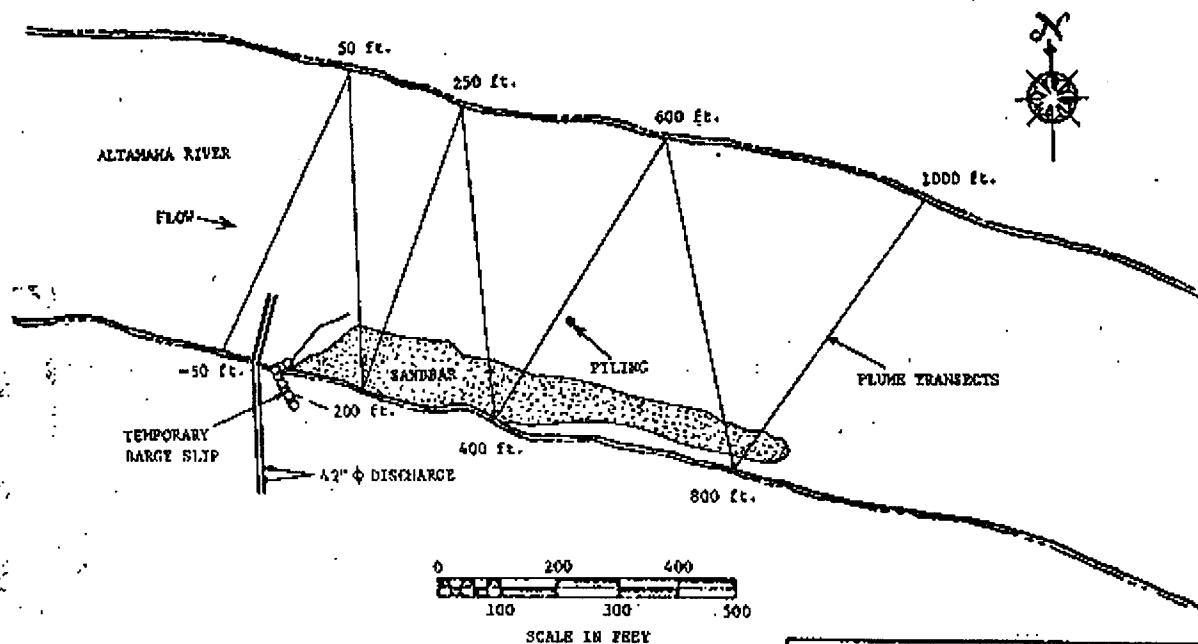 N
50 ft.
250 ft.
600 ft.
1000 ft.
ALTAMAHA RIVER
FLOW
-50 ft.
SANDBAR
PILING
PLUME TRANSECTS
200 ft.
TEMPORARY
BARGE SLIP
400 ft.
42" ϕ DISCHARGE
800 ft.
0 200 400
100 300 500
SCALE IN FEET